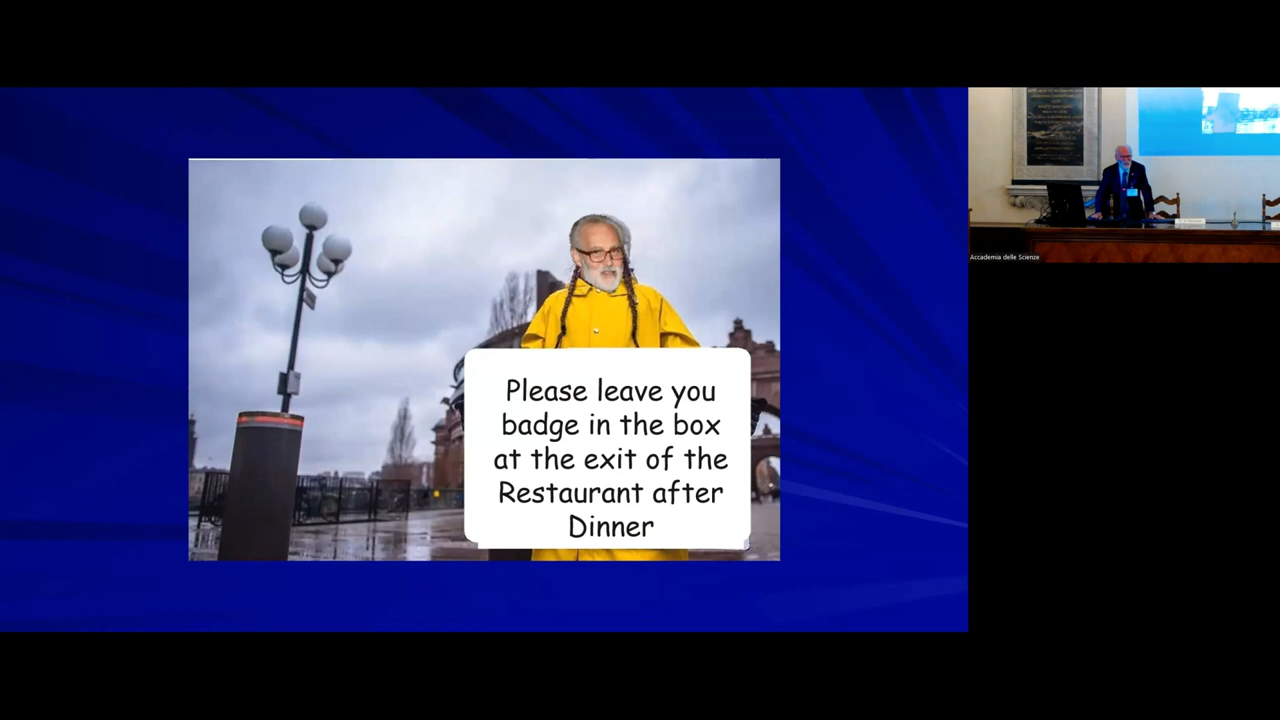 Please leave you
badge in the box
at the exit of the
Restaurant after
Dinner
Accademia delle Scienze